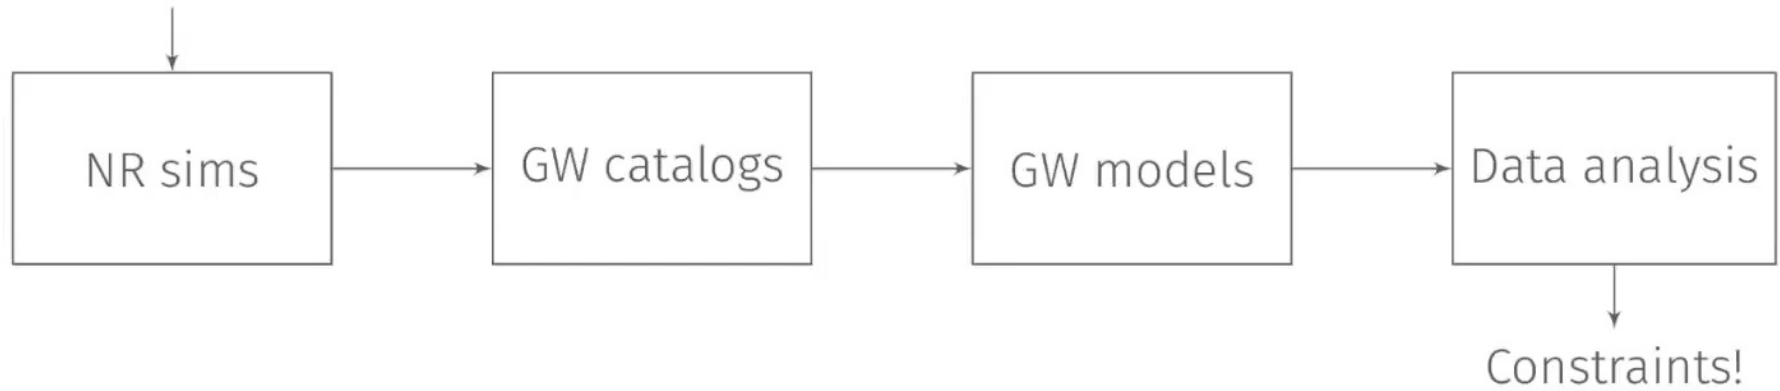 NR sims
GW catalogs
GW models
Data analysis
Constraints!